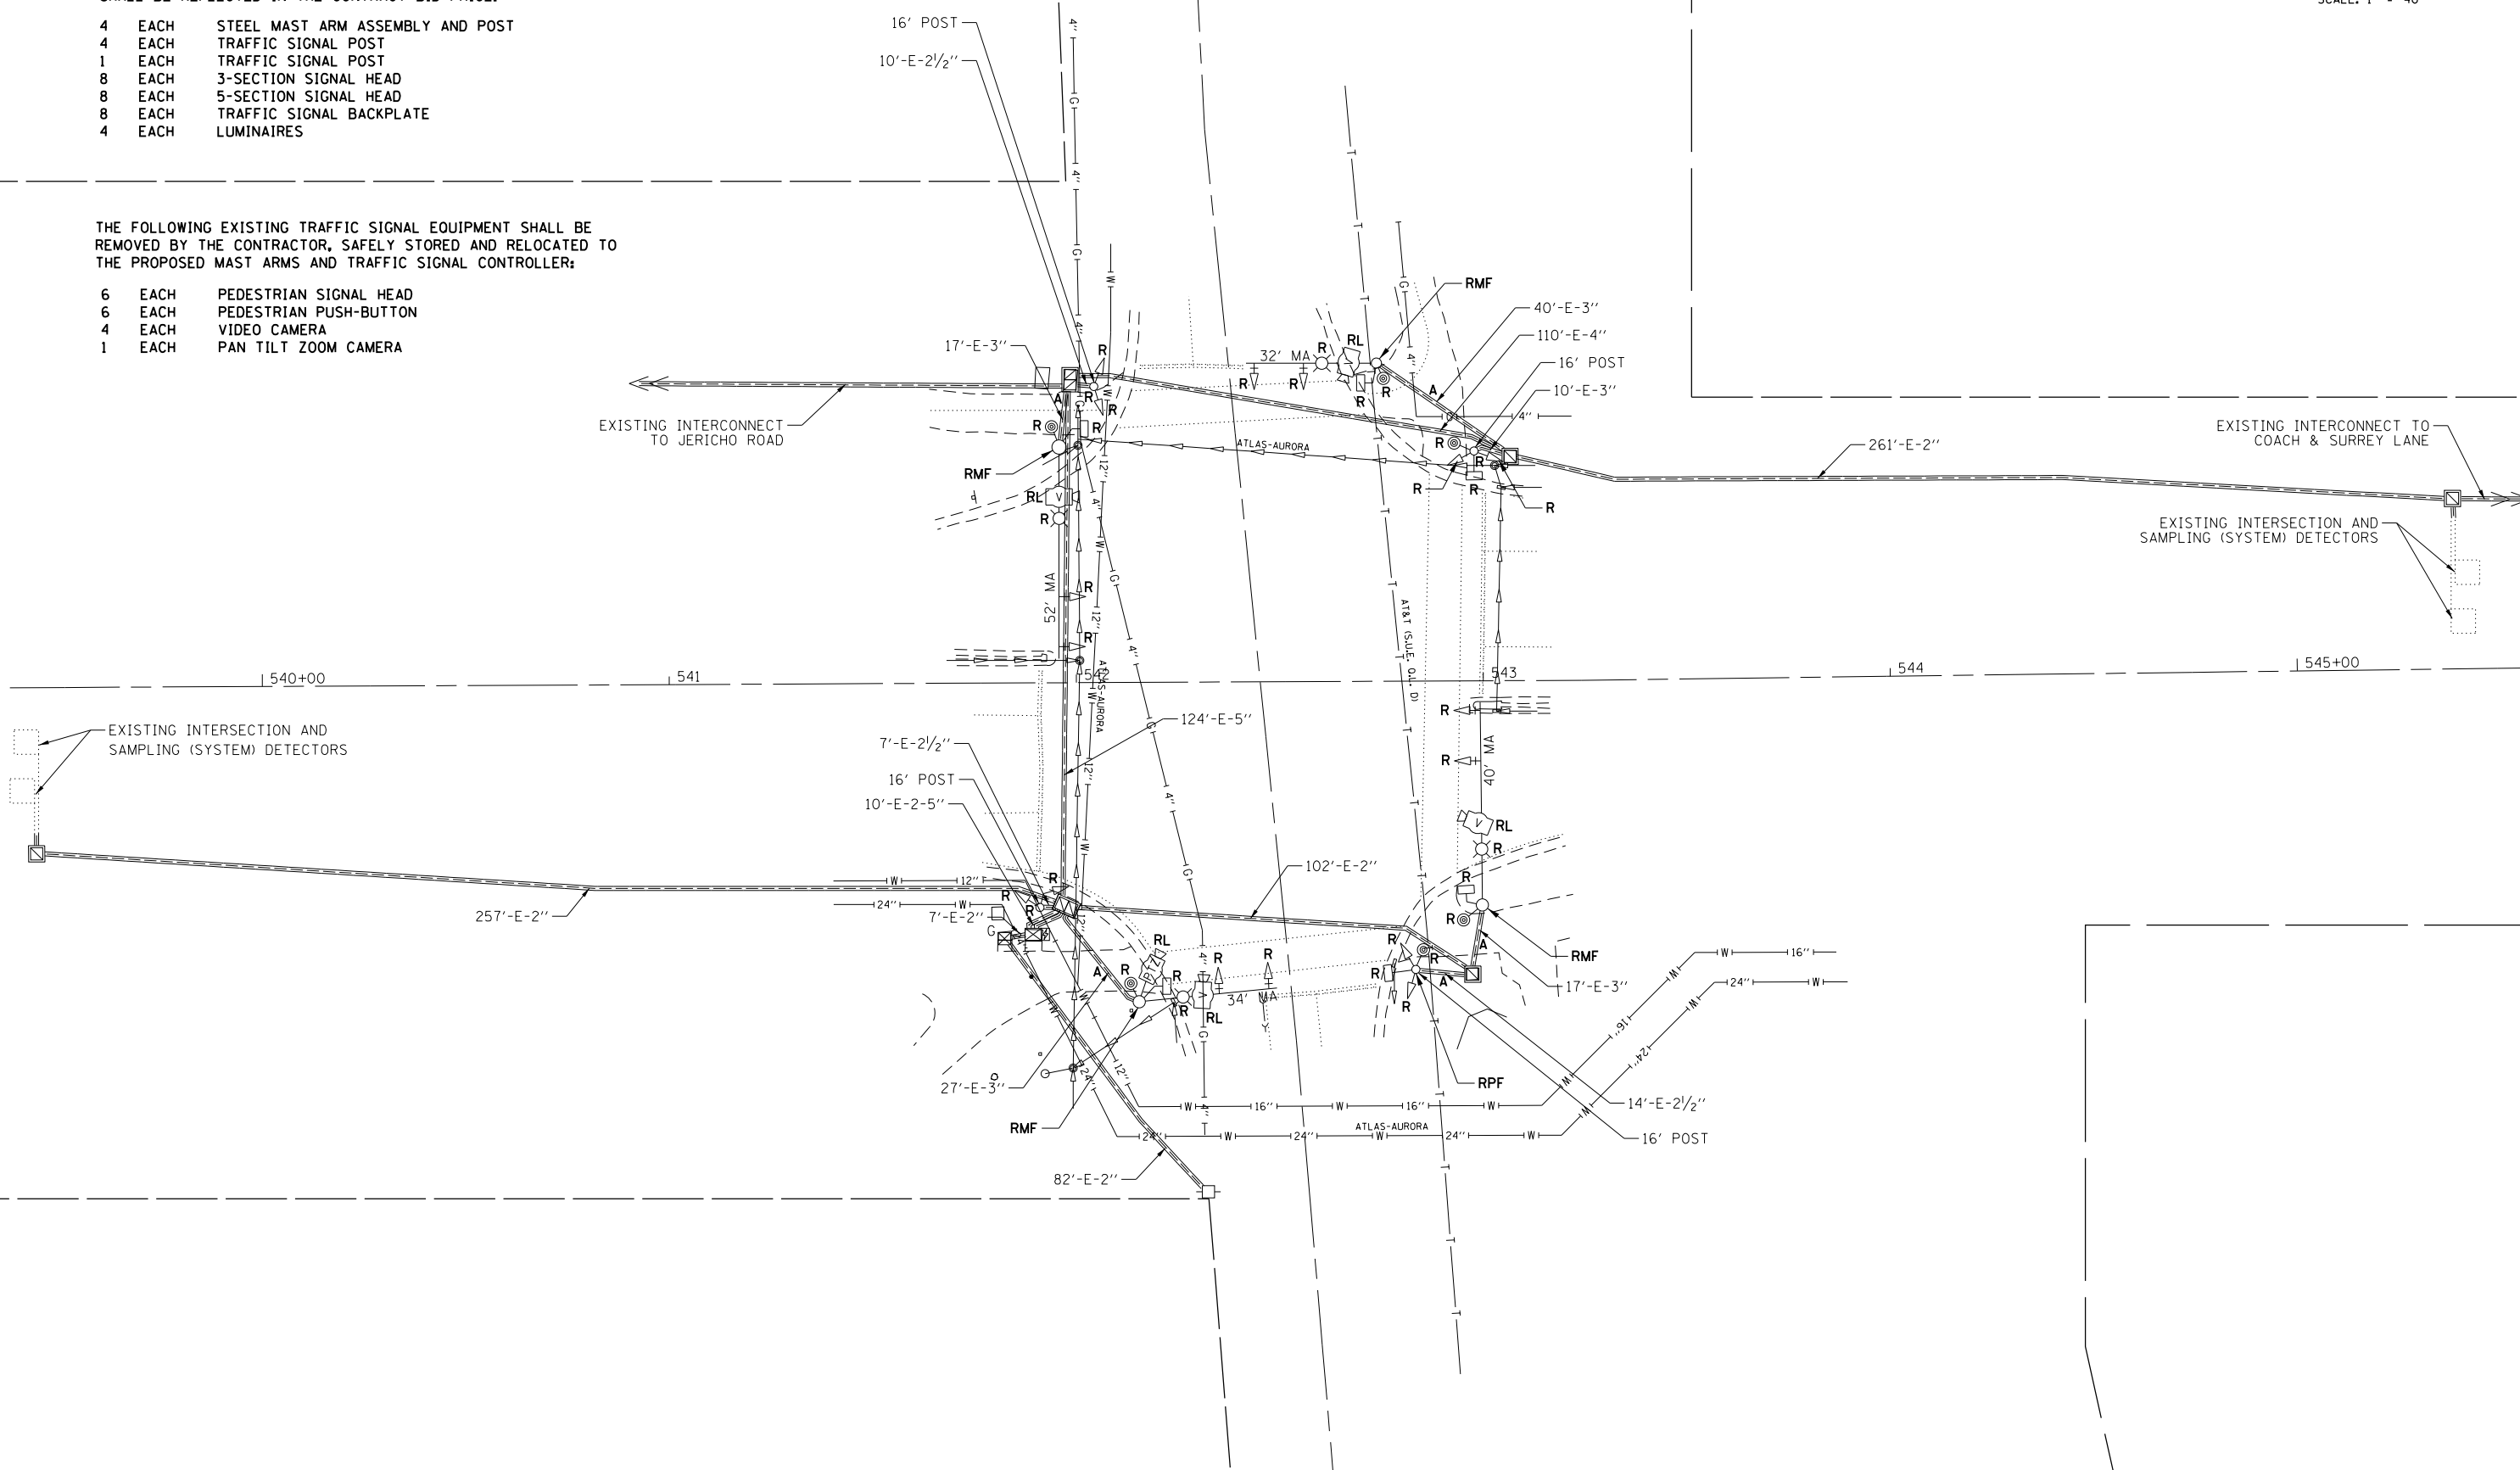 4 EACH STEEL MAST ARM ASSEMBLY AND POST
4 EACH TRAFFIC SIGNAL POST
1 EACH TRAFFIC SIGNAL POST
8 EACH 3-SECTION SIGNAL HEAD
8 EACH 5-SECTION SIGNAL HEAD
8 EACH TRAFFIC SIGNAL BACKPLATE
4 EACH LUMINAIRES
THE FOLLOWING EXISTING TRAFFIC SIGNAL EQUIPMENT SHALL BE
REMOVED BY THE CONTRACTOR, SAFELY STORED AND RELOCATED TO
THE PROPOSED MAST ARMS AND TRAFFIC SIGNAL CONTROLLER:
6 EACH PEDESTRIAN SIGNAL HEAD
6 EACH PEDESTRIAN PUSH-BUTTON
4 EACH VIDEO CAMERA
1 EACH PAN TILT ZOOM CAMERA
16' POST
10'-E-2½"
17'-E-3"
RMF
40'-E-3"
110'-E-4"
16' POST
10'-E-3"
32' MA
RL
R
R
R
R
R
A
EXISTING INTERCONNECT
TO JERICHO ROAD
ATLAS-AURORA
261'-E-2"
EXISTING INTERCONNECT TO
COACH & SURREY LANE
EXISTING INTERSECTION AND
SAMPLING (SYSTEM) DETECTORS
RMF
RL
R
52' MA
R
R
AT&T (S.U.E. Q.L. D)
ATLAS-AURORA
540+00
541
543
544
545+00
EXISTING INTERSECTION AND
SAMPLING (SYSTEM) DETECTORS
124'-E-5"
7'-E-2½"
16' POST
10'-E-2-5"
40' MA
R
R
RL
R
102'-E-2"
257'-E-2"
7'-E-2"
RMF
17'-E-3"
RL
PTZ
34' MA
RL
27'-E-3"
RMF
RPF
14'-E-2½"
16' POST
ATLAS-AURORA
82'-E-2"